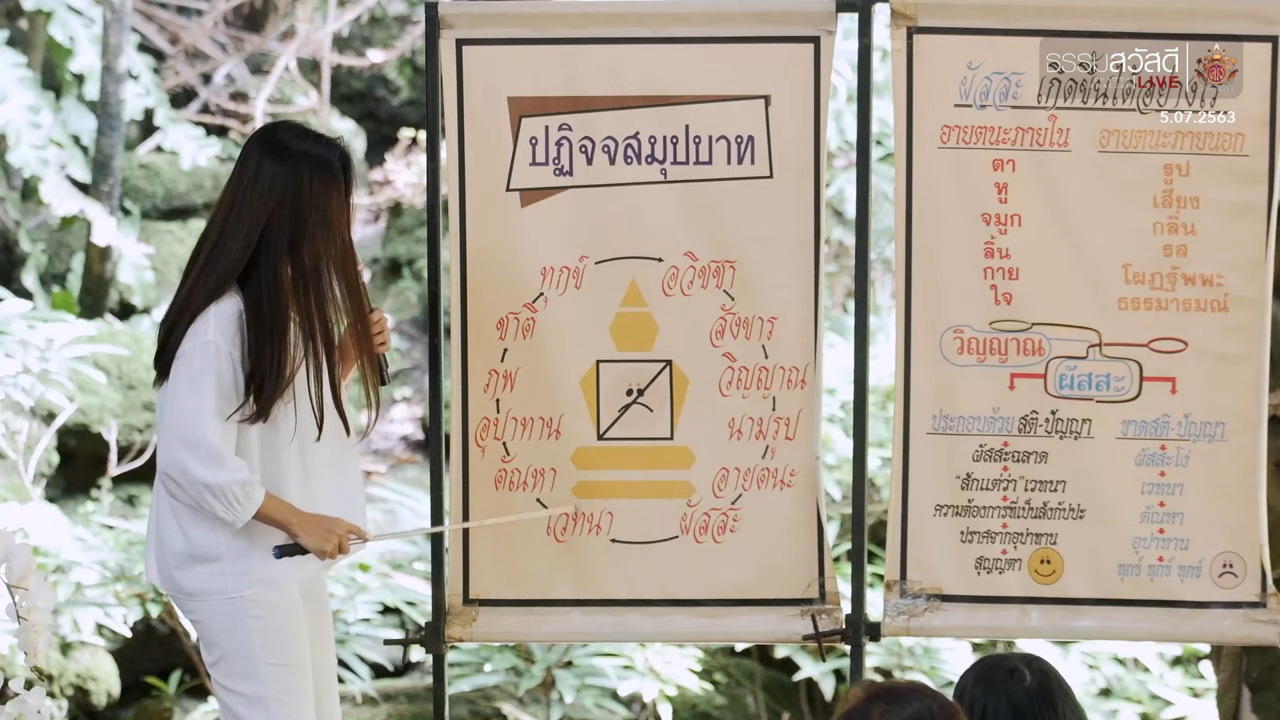 ธรรมสวัสดี
LIVE
5.07.2563
ปฏิจจสมุปบาท
ทุกข์
อวิชชา
สังขาร
วิญญาณ
นามรูป
อายตนะ
ผัสสะ
เวทนา
ตัณหา
อุปาทาน
ภพ
ชาติ
ผัสสะ เกิดขึ้นได้อย่างไร
อายตนะภายใน อายตนะภายนอก
ตา รูป
หู เสียง
จมูก กลิ่น
ลิ้น รส
กาย โผฏฐัพพะ
ใจ ธรรมารมณ์
วิญญาณ
ผัสสะ
ประกอบด้วย สติ-ปัญญา ขาดสติ-ปัญญา
ผัสสะฉลาด ผัสสะโง่
"สักแต่ว่า" เวทนา เวทนา
ความต้องการที่เป็นสังกัปปะ ตัณหา
ปราศจากอุปาทาน อุปาทาน
สุญญตา ทุกข์ ทุกข์ ทุกข์